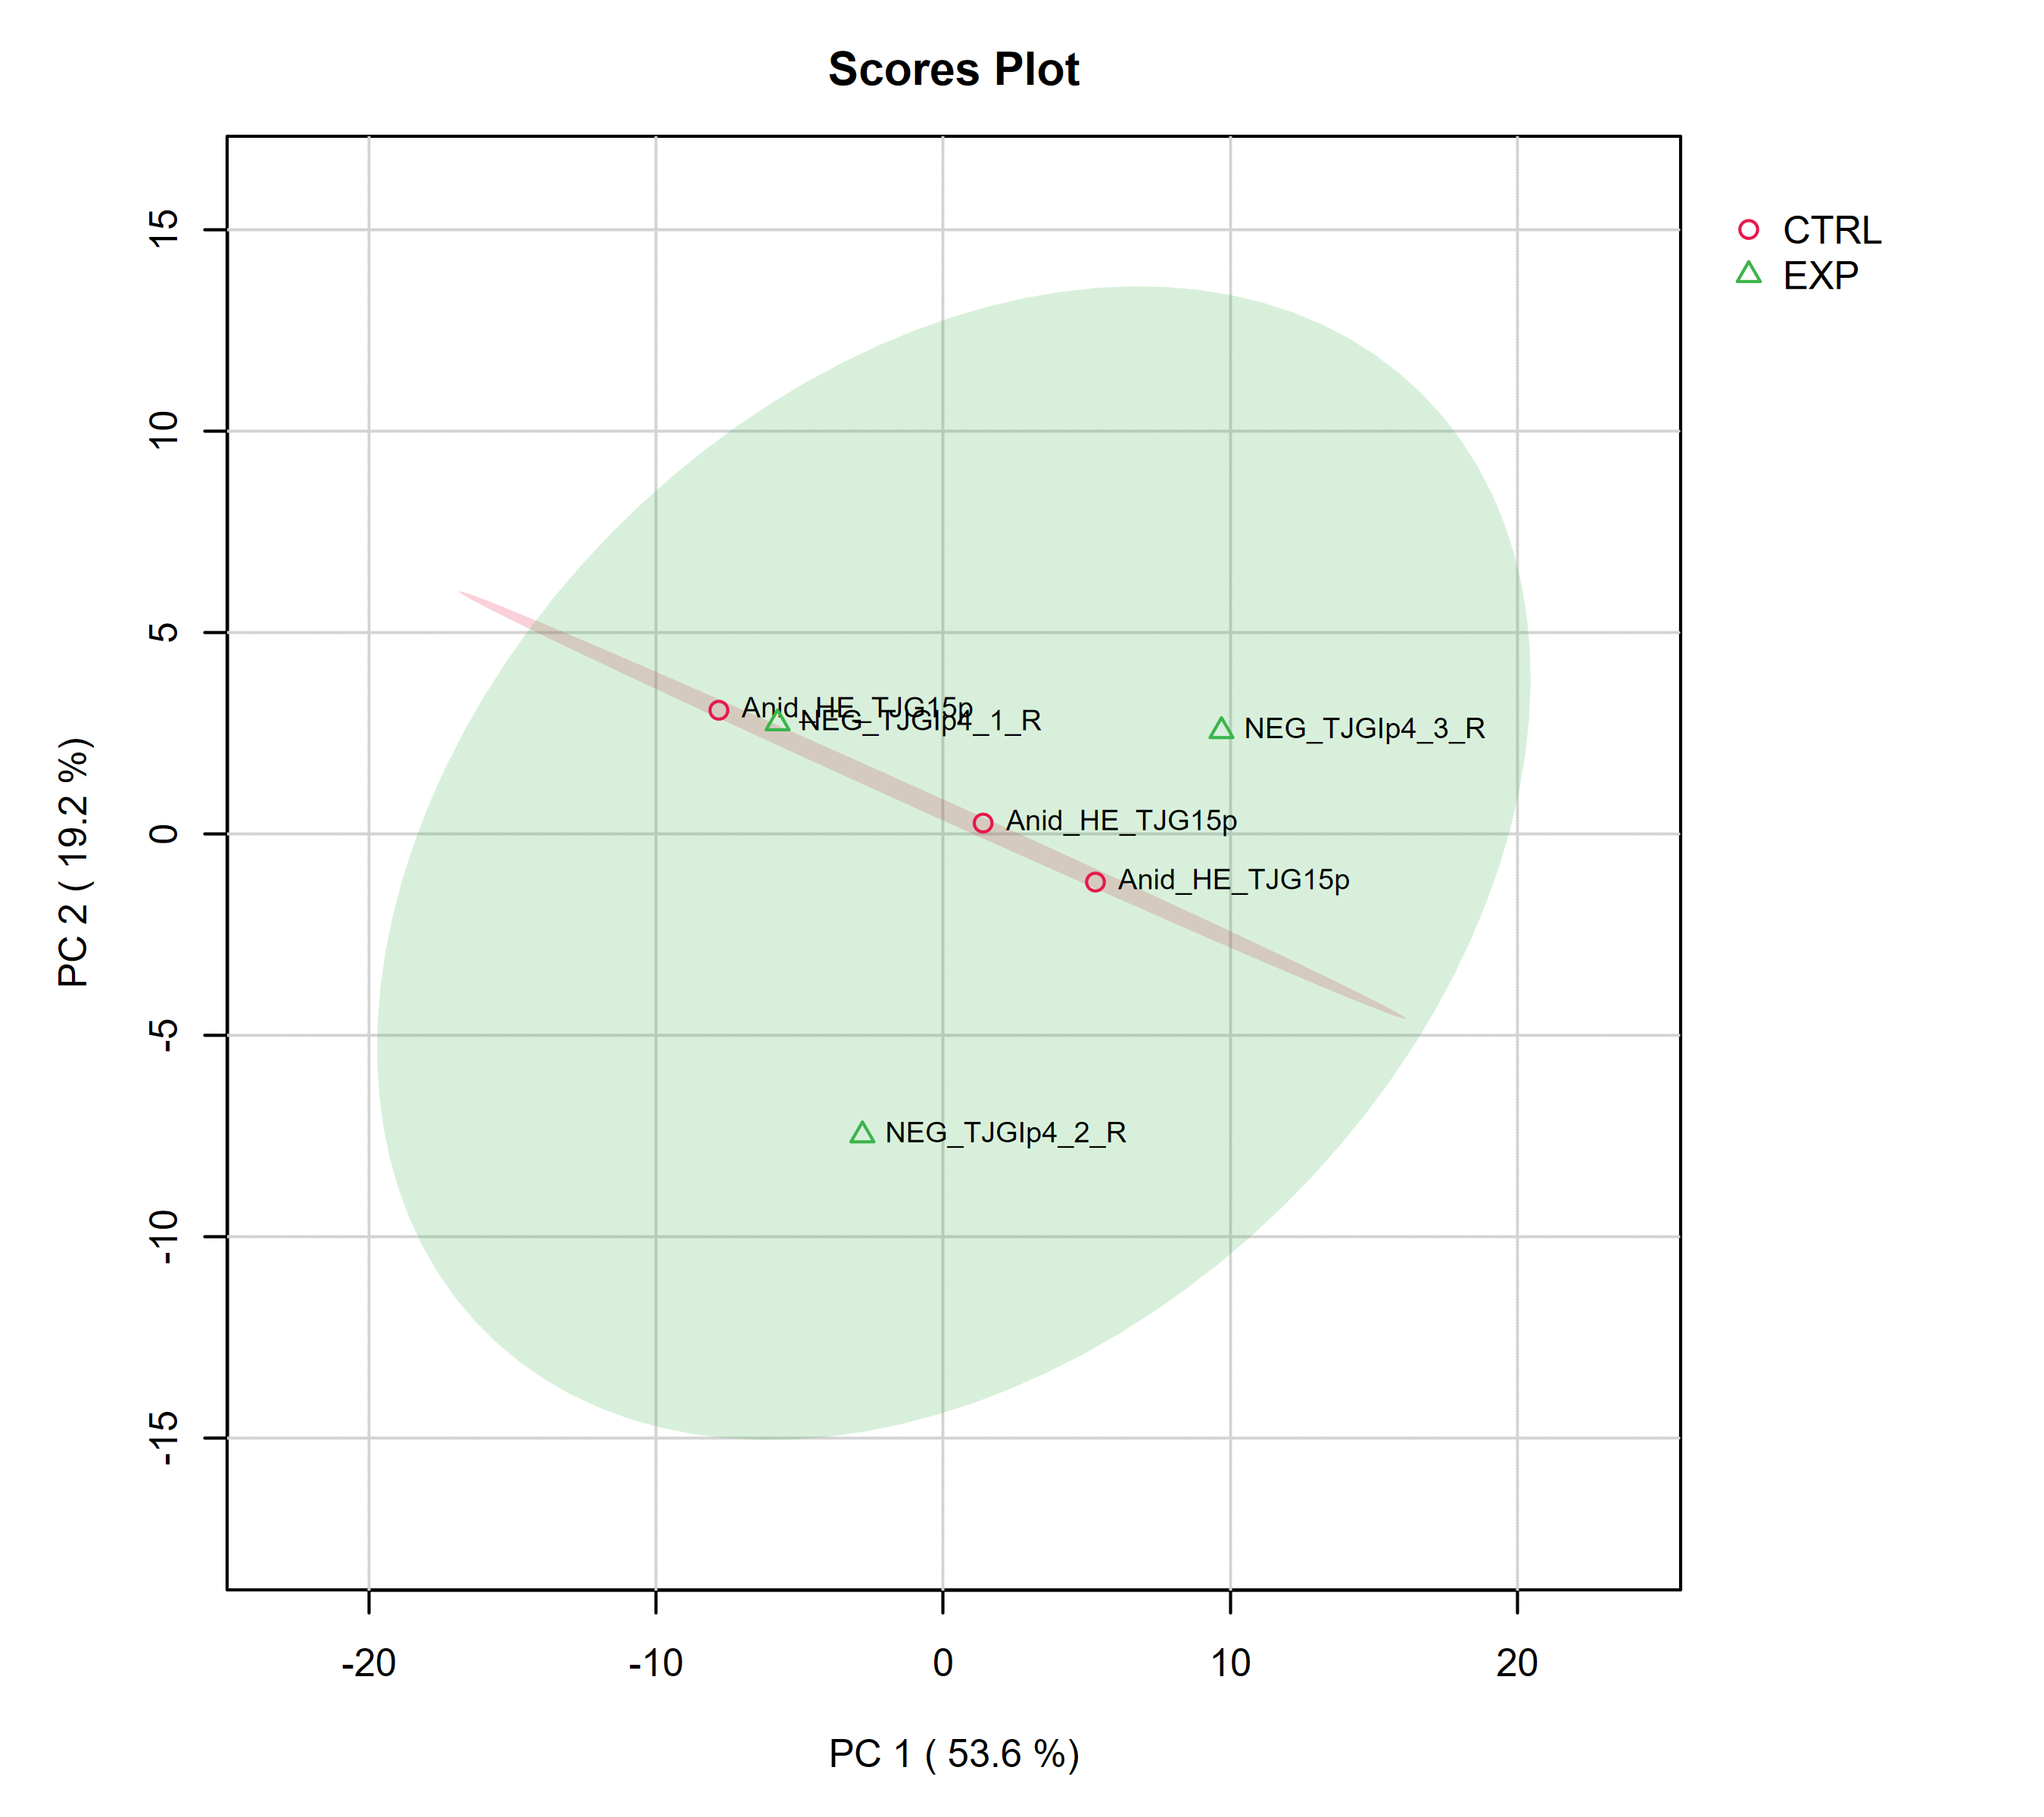 Scores Plot
CTRL
EXP
15
10
5
0
-5
-10
-15
PC 2 ( 19.2 %)
Anid_HE_TJG15p
NEG_TJGIp4_1_R
NEG_TJGIp4_3_R
Anid_HE_TJG15p
Anid_HE_TJG15p
NEG_TJGIp4_2_R
-20 -10 0 10 20
PC 1 ( 53.6 %)